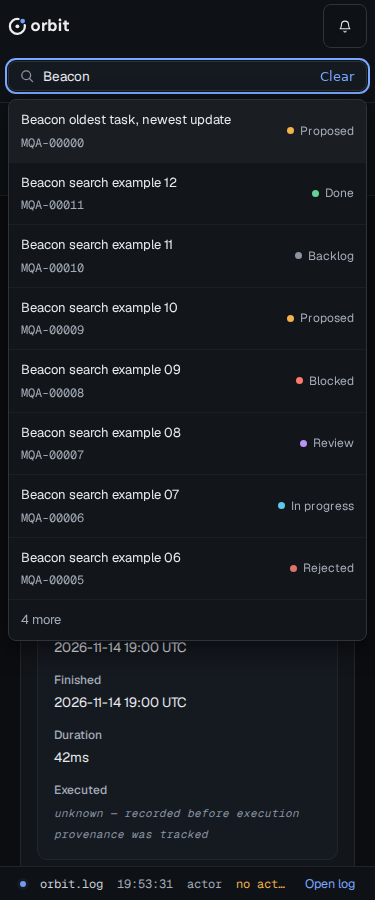 orbit
Beacon
Clear
Beacon oldest task, newest update
MQA-00000
Proposed
Beacon search example 12
MQA-00011
Done
Beacon search example 11
MQA-00010
Backlog
Beacon search example 10
MQA-00009
Proposed
Beacon search example 09
MQA-00008
Blocked
Beacon search example 08
MQA-00007
Review
Beacon search example 07
MQA-00006
In progress
Beacon search example 06
MQA-00005
Rejected
4 more
2026-11-14 19:00 UTC
Finished
2026-11-14 19:00 UTC
Duration
42ms
Executed
unknown — recorded before execution
provenance was tracked
orbit.log 19:53:31 actor no act… Open log